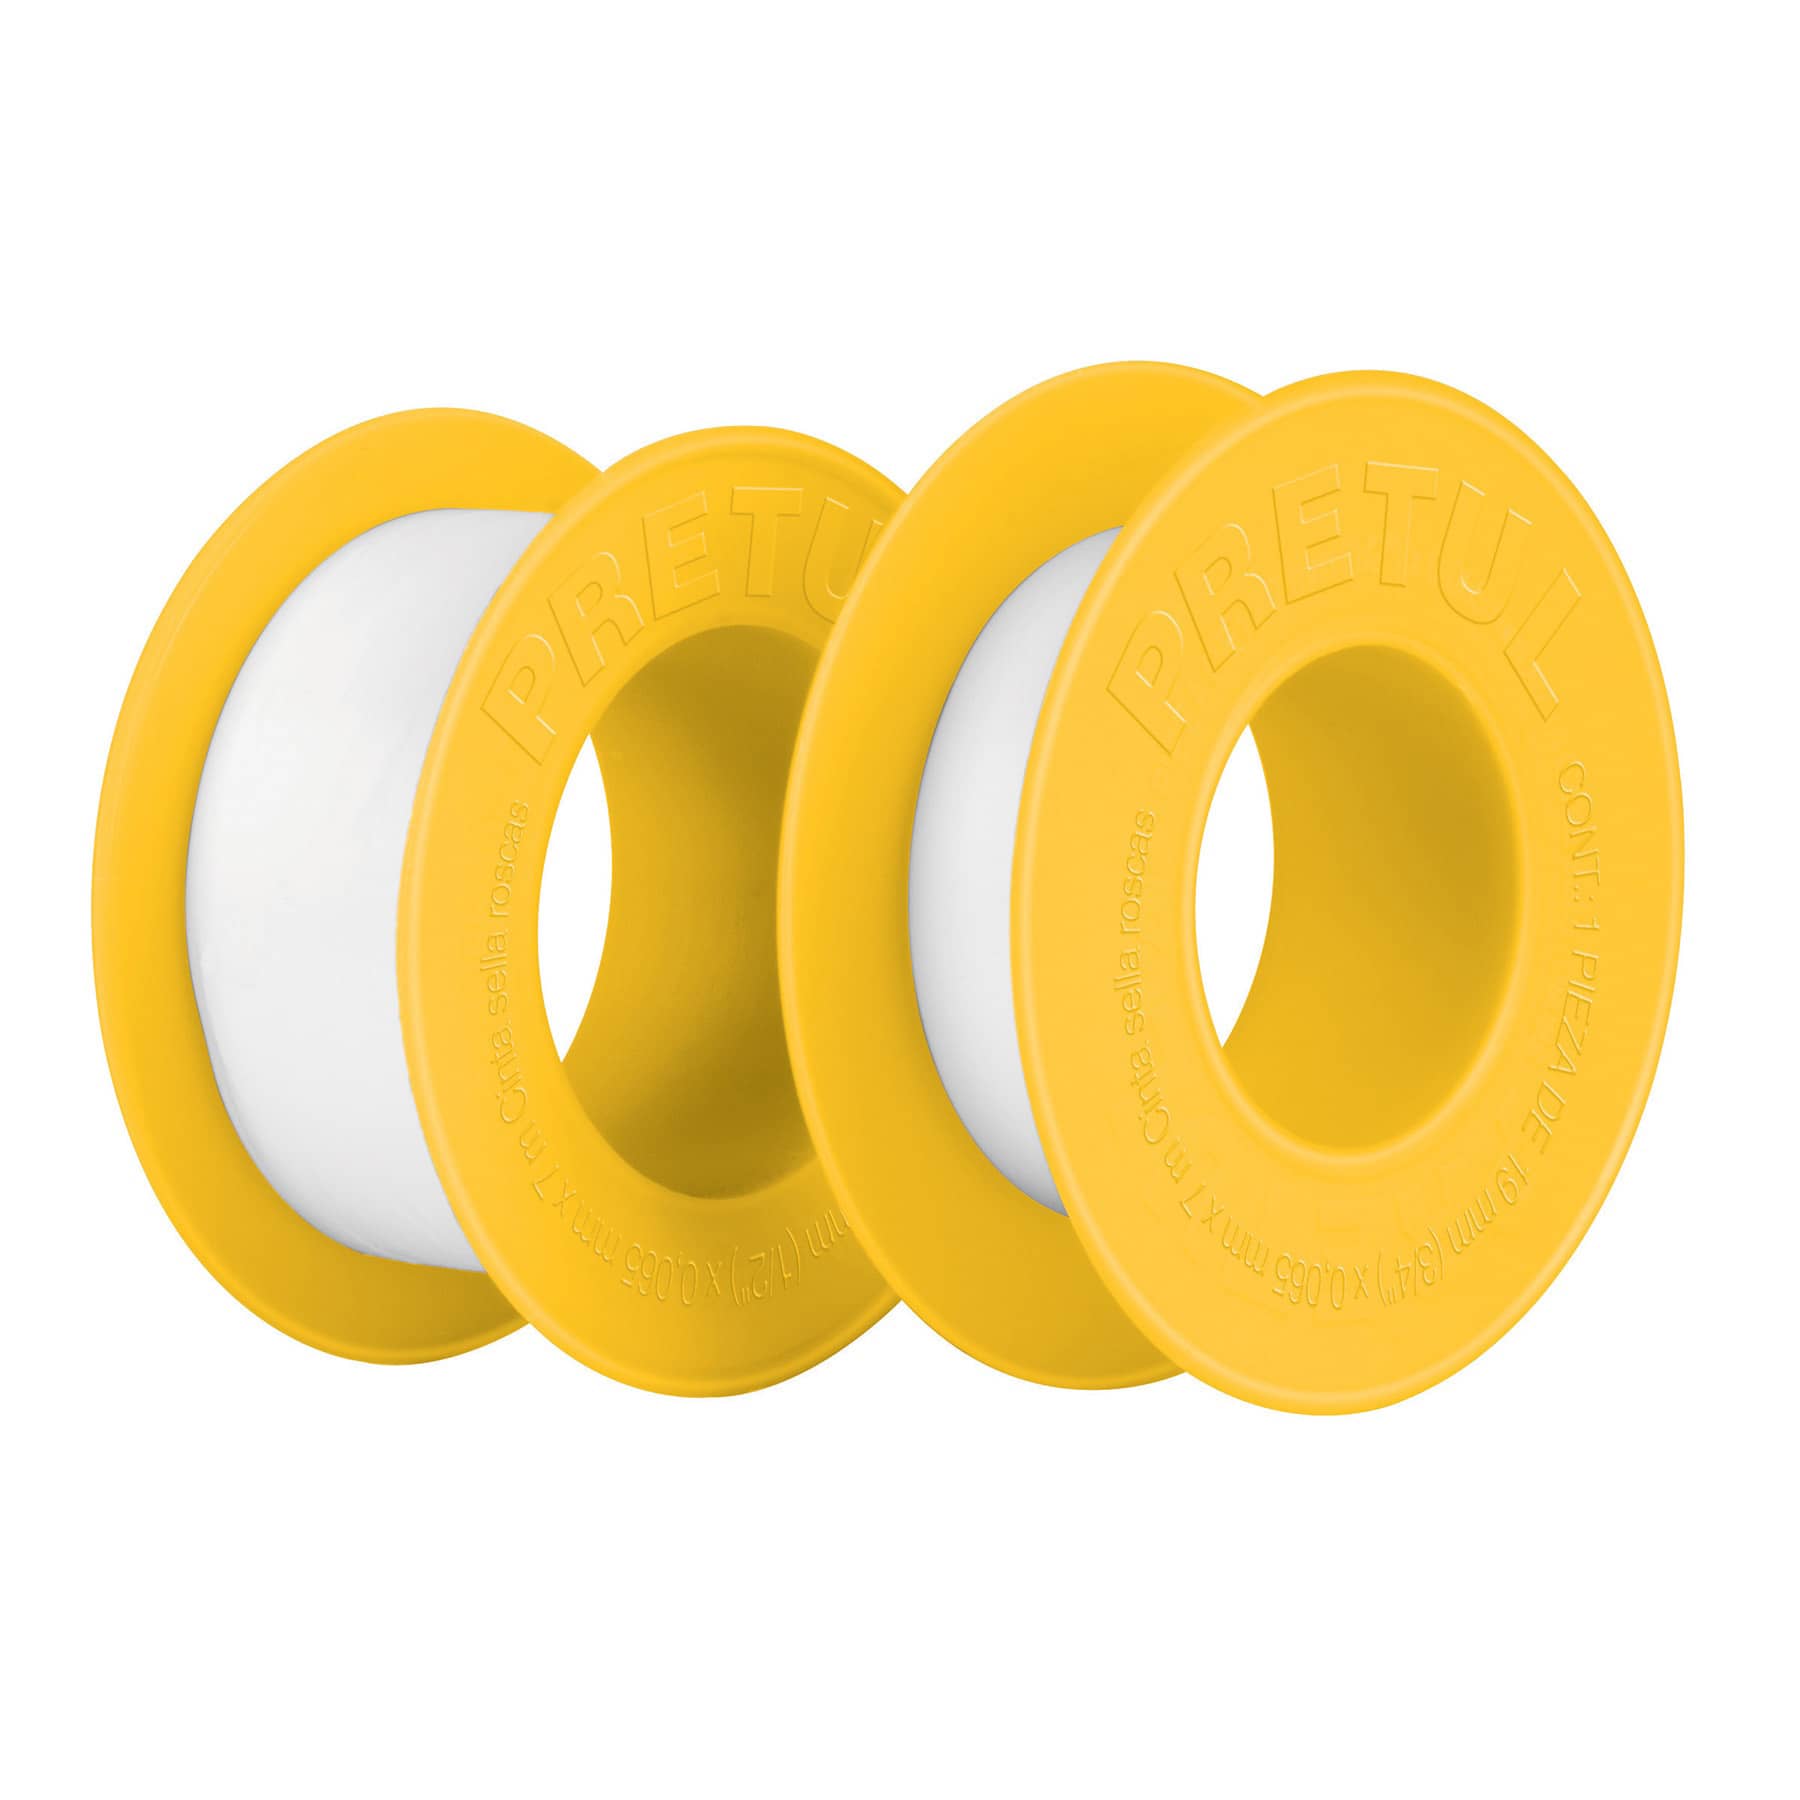 PRETU
mm (1/2") x 0,065 mm x 7 m Cinta sella roscas
PRETUL
CONT.: 1 PIEZA DE 19 mm (3/4") x 0,065 mm x 7 m Cinta sella roscas